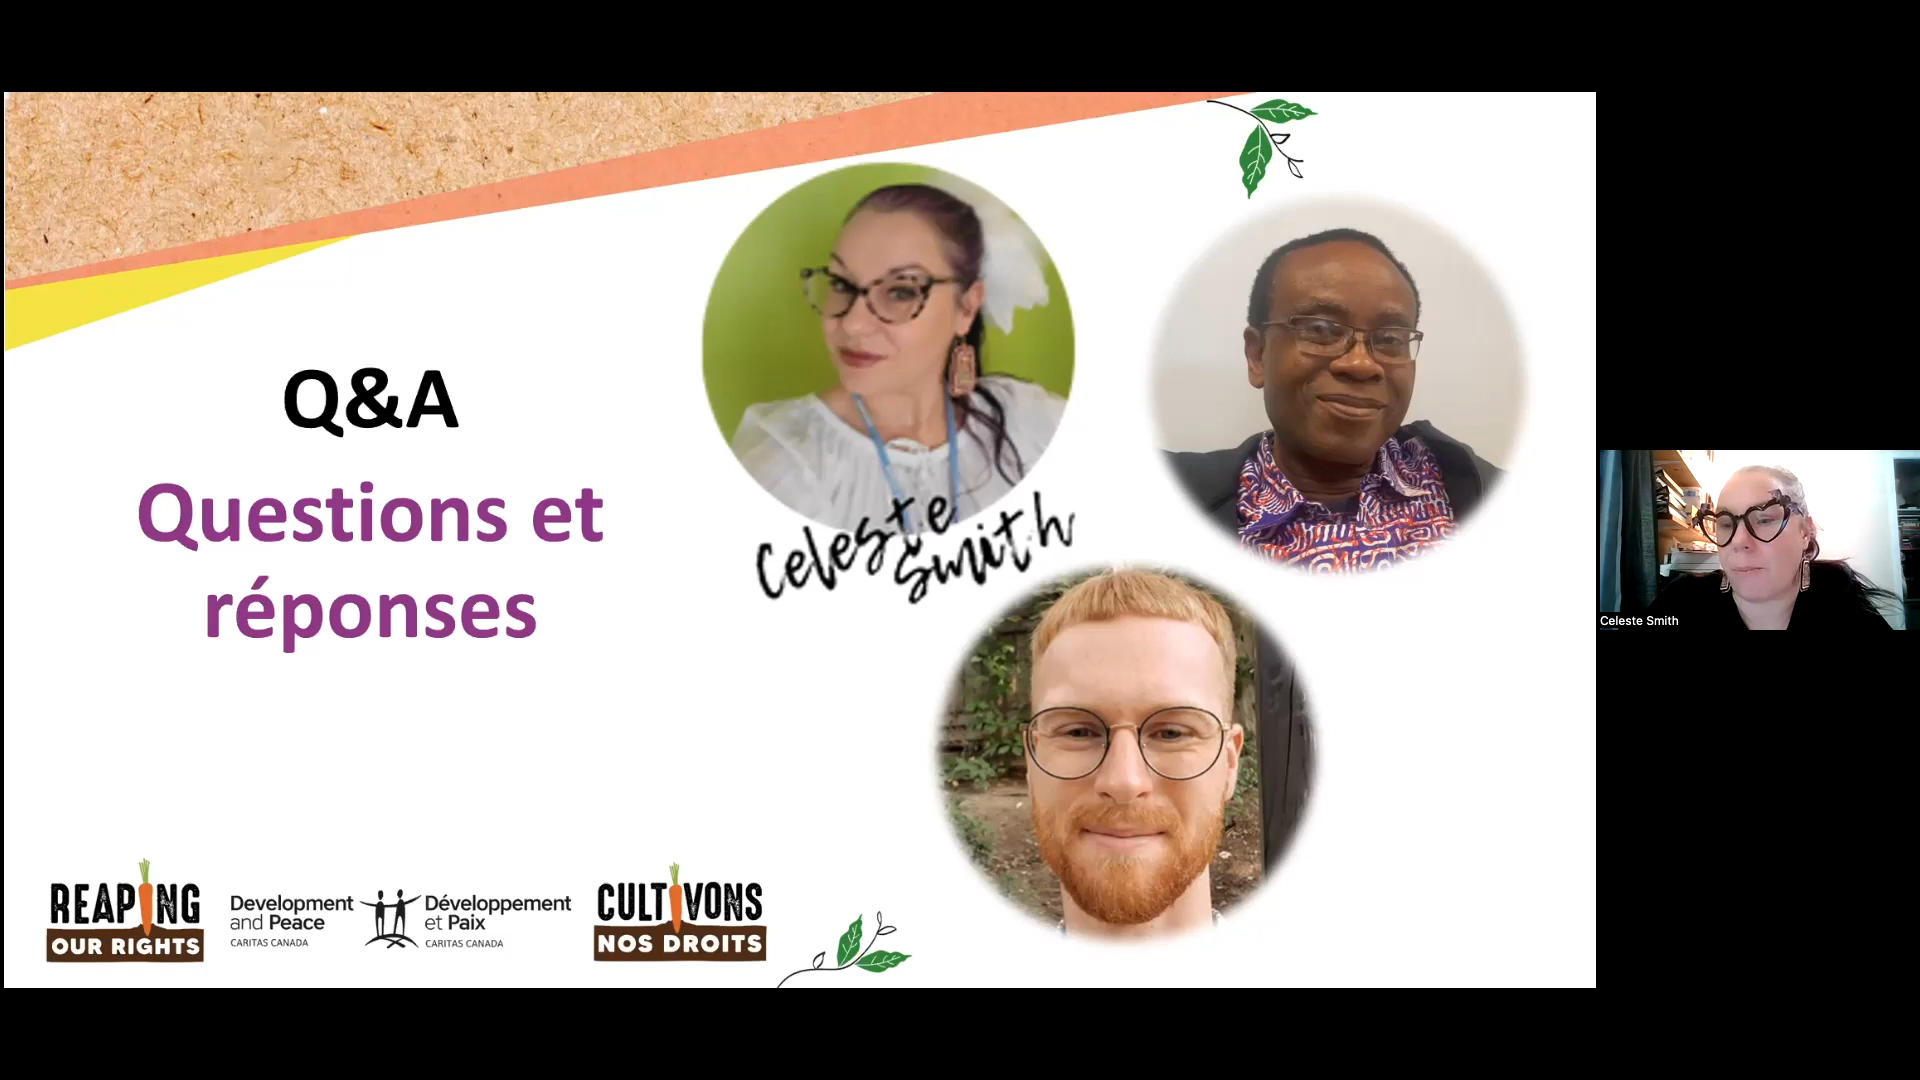 Q&A
Questions et
réponses
Celeste
Smith
REAPING
OUR RIGHTS
Development
and Peace
CARITAS CANADA
Développement
et Paix
CARITAS CANADA
CULTIVONS
NOS DROITS
Celeste Smith